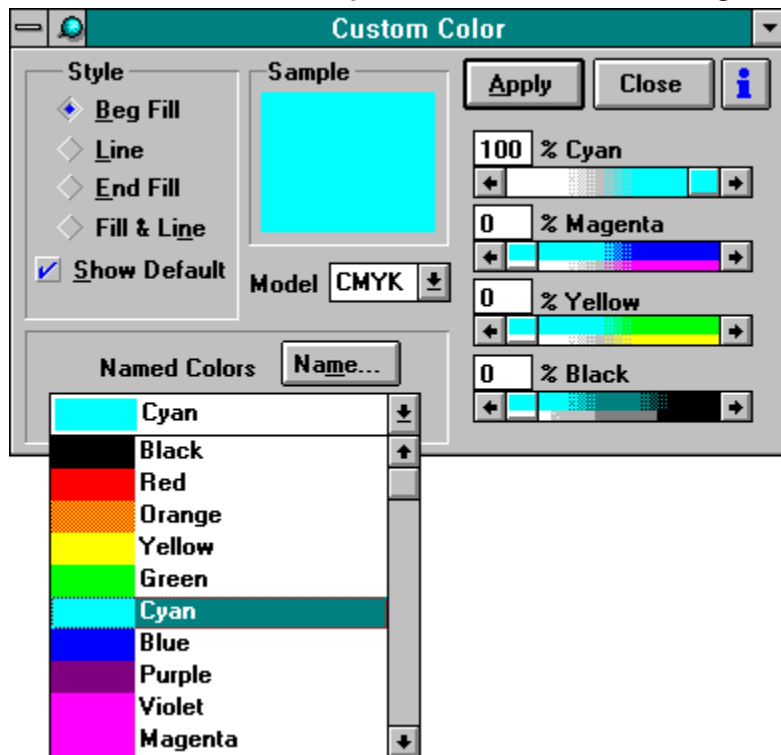 Custom Color
Style
Beg Fill
Line
End Fill
Fill & Line
Show Default
Sample
Model CMYK
Apply Close i
100 % Cyan
0 % Magenta
0 % Yellow
0 % Black
Named Colors Name...
Cyan
Black
Red
Orange
Yellow
Green
Cyan
Blue
Purple
Violet
Magenta